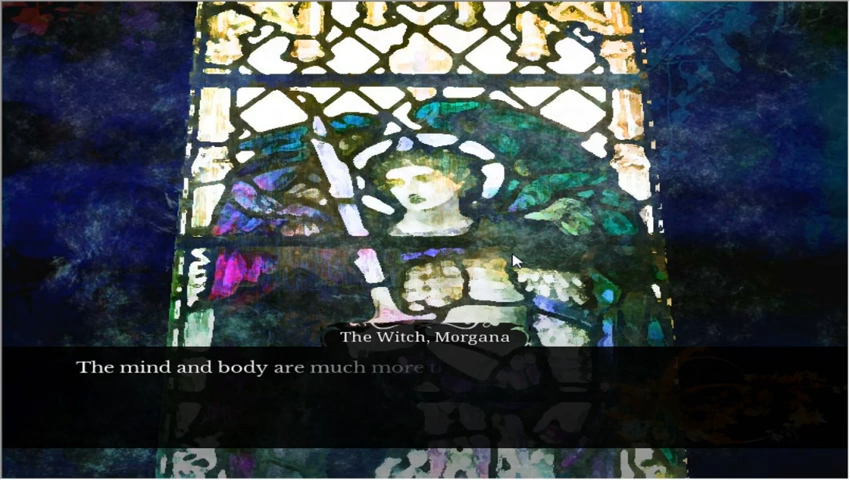 The Witch, Morgana
The mind and body are much more